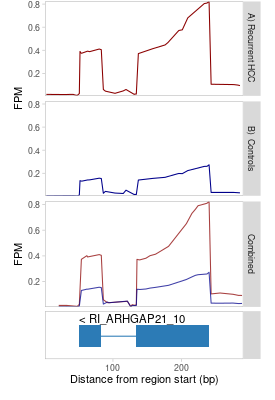 0.8
0.6
0.4
0.2
FPM
A) Recurrent HCC
0.8
0.6
0.4
0.2
B) Controls
0.8
0.6
0.4
0.2
FPM
Combined
< RI_ARHGAP21_10
100
200
Distance from region start (bp)